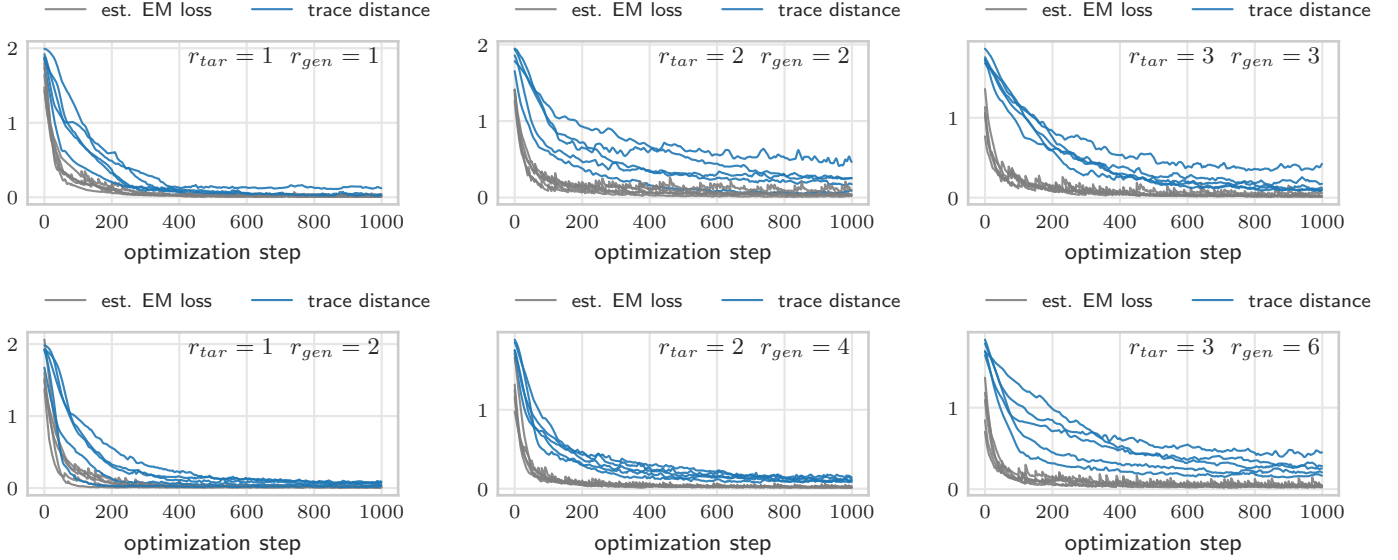 est. EM loss trace distance est. EM loss trace distance est. EM loss trace distance
2 r_tar = 1 r_gen = 1 2 r_tar = 2 r_gen = 2 r_tar = 3 r_gen = 3
1 1 1
0 0 0
0 200 400 600 800 1000 0 200 400 600 800 1000 0 200 400 600 800 1000
optimization step optimization step optimization step
est. EM loss trace distance est. EM loss trace distance est. EM loss trace distance
2 r_tar = 1 r_gen = 2 r_tar = 2 r_gen = 4 r_tar = 3 r_gen = 6
1 1 1
0 0 0
0 200 400 600 800 1000 0 200 400 600 800 1000 0 200 400 600 800 1000
optimization step optimization step optimization step